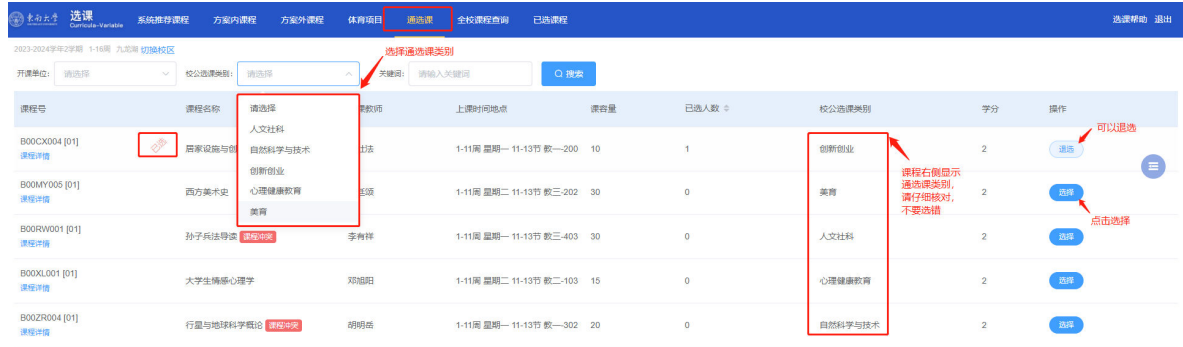 东南大学 选课 系统推荐课程 方案内课程 方案外课程 体育项目 通选课 全校课程查询 已选课程 选课帮助 退出
Curricula-Variable
2023-2024学年2学期 1-16周 九龙湖 切换校区
选择通选课类别
开课单位: 请选择 校公选课类别: 请选择 关键词: 请输入关键词 搜索
课程号 课程名称 教师 上课时间地点 课容量 已选人数 校公选课类别 学分 操作
请选择
人文社科
自然科学与技术
创新创业
心理健康教育
美育
可以退选
B00CX004 [01] 已选 居家设施与创 1-11周 星期一 11-13节 教一-200 10 1 创新创业 2 退选
课程详情
课程右侧显示
通选课类别,
请仔细核对,
不要选错
B00MY005 [01] 西方美术史 1-11周 星期二 11-13节 教三-202 30 0 美育 2 选择
课程详情
点击选择
B00RW001 [01] 孙子兵法导读 课程冲突 李有祥 1-11周 星期一 11-13节 教三-403 30 0 人文社科 2 选择
课程详情
B00XL001 [01] 大学生情感心理学 邓旭阳 1-11周 星期二 11-13节 教二-103 15 0 心理健康教育 2 选择
课程详情
B00ZR004 [01] 行星与地球科学概论 课程冲突 胡明岳 1-11周 星期一 11-13节 教一-302 20 0 自然科学与技术 2 选择
课程详情